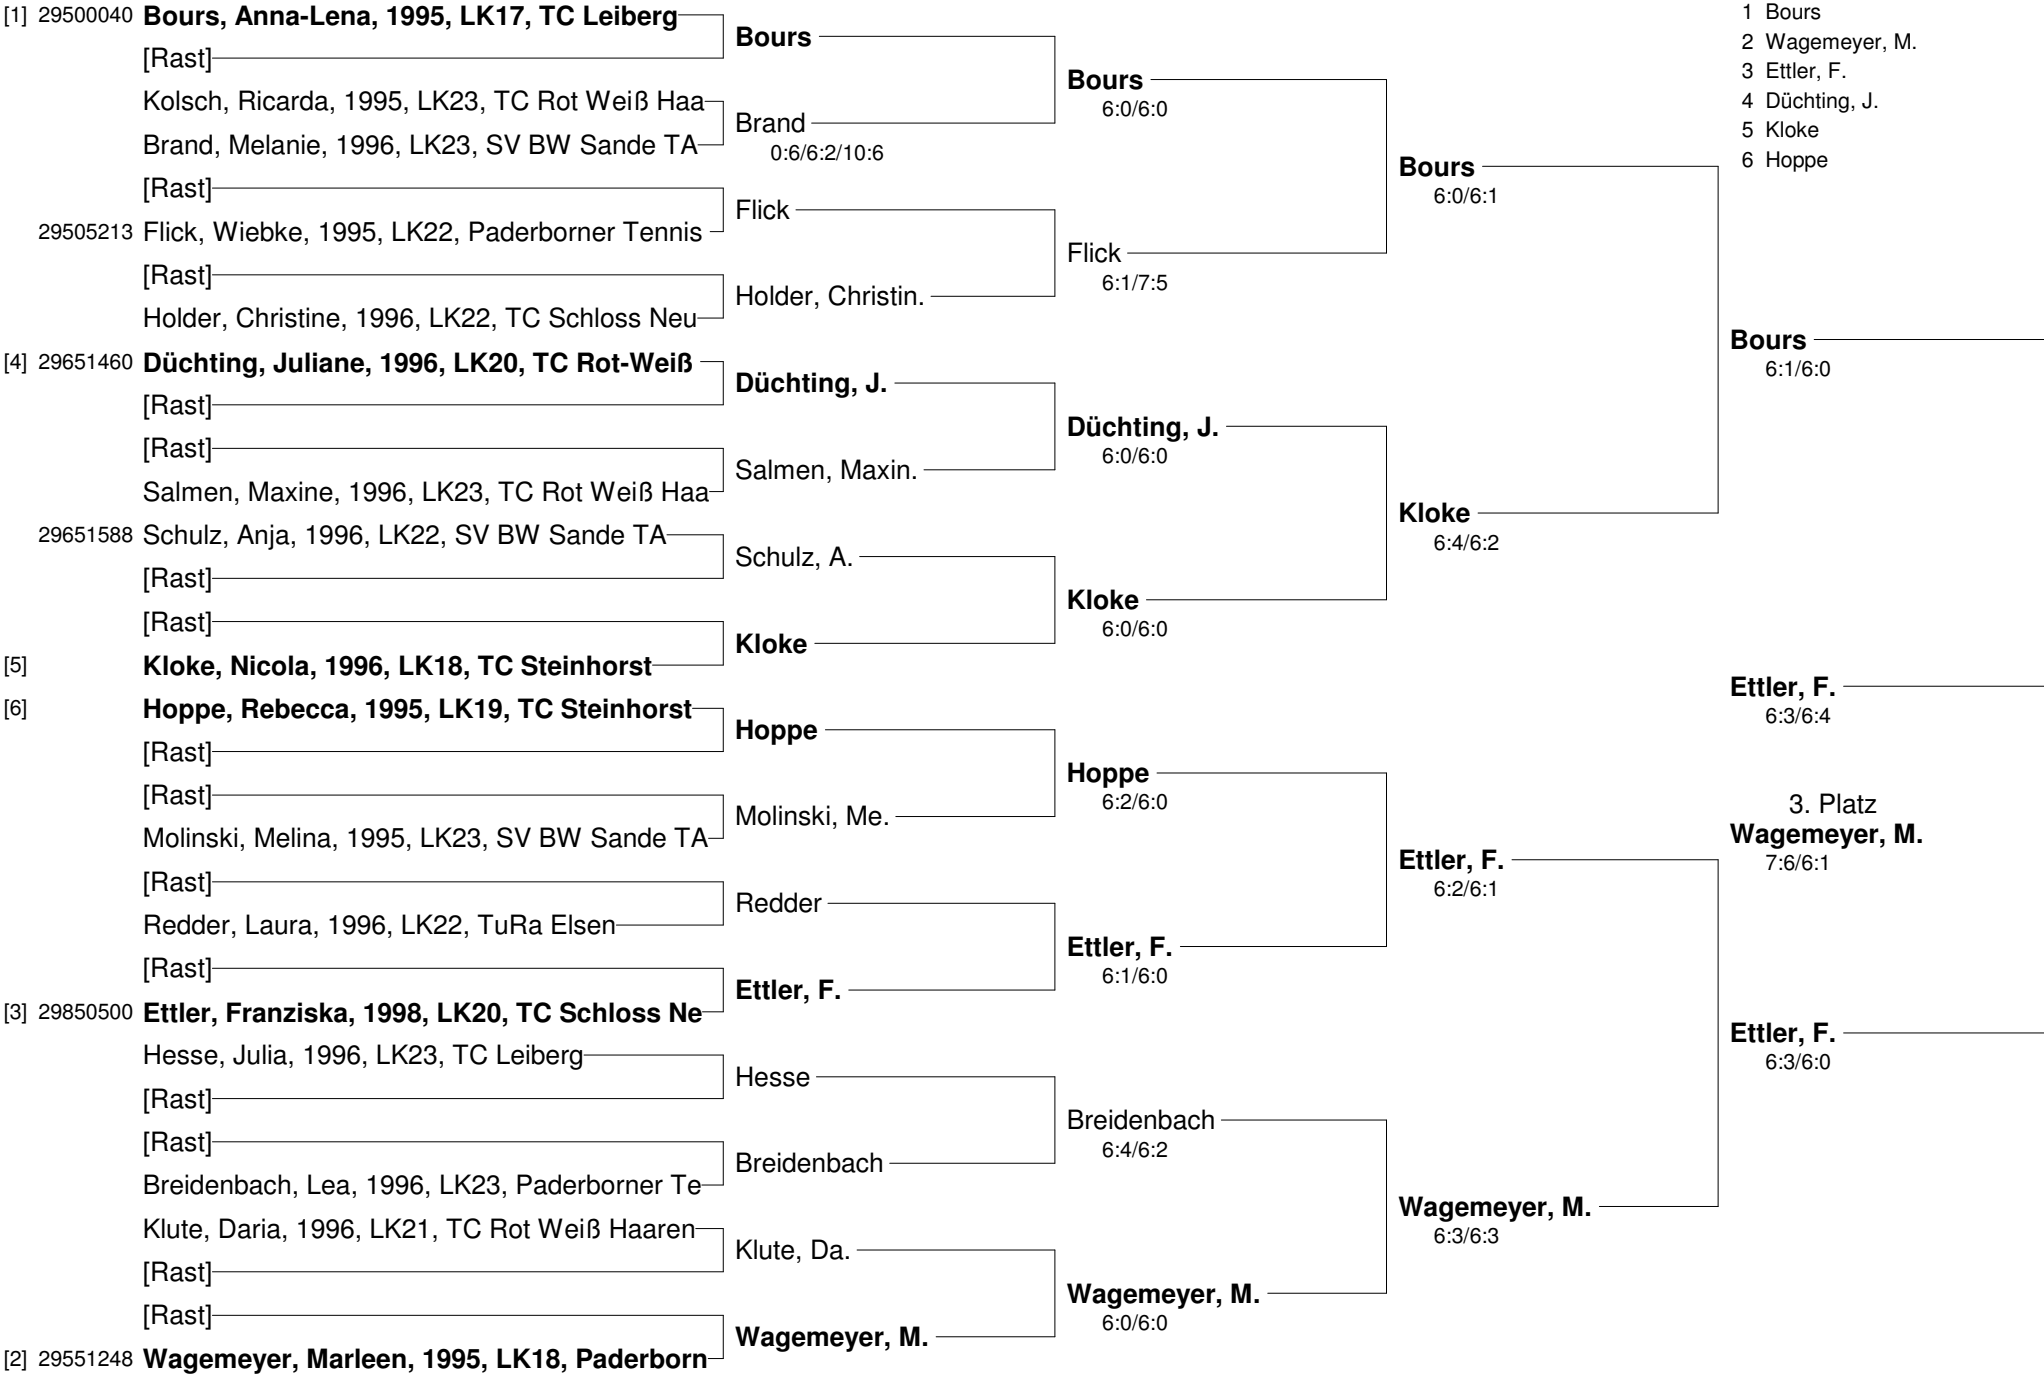 [1] 29500040 Bours, Anna-Lena, 1995, LK17, TC Leiberg
[Rast]
Kolsch, Ricarda, 1995, LK23, TC Rot Weiß Haa
Brand, Melanie, 1996, LK23, SV BW Sande TA
[Rast]
29505213 Flick, Wiebke, 1995, LK22, Paderborner Tennis
[Rast]
Holder, Christine, 1996, LK22, TC Schloss Neu
[4] 29651460 Düchting, Juliane, 1996, LK20, TC Rot-Weiß
[Rast]
[Rast]
Salmen, Maxine, 1996, LK23, TC Rot Weiß Haa
29651588 Schulz, Anja, 1996, LK22, SV BW Sande TA
[Rast]
[Rast]
[5] Kloke, Nicola, 1996, LK18, TC Steinhorst
[6] Hoppe, Rebecca, 1995, LK19, TC Steinhorst
[Rast]
[Rast]
Molinski, Melina, 1995, LK23, SV BW Sande TA
[Rast]
Redder, Laura, 1996, LK22, TuRa Elsen
[Rast]
[3] 29850500 Ettler, Franziska, 1998, LK20, TC Schloss Ne
Hesse, Julia, 1996, LK23, TC Leiberg
[Rast]
[Rast]
Breidenbach, Lea, 1996, LK23, Paderborner Te
Klute, Daria, 1996, LK21, TC Rot Weiß Haaren
[Rast]
[Rast]
[2] 29551248 Wagemeyer, Marleen, 1995, LK18, Paderborn
Bours
Brand
0:6/6:2/10:6
Flick
Holder, Christin.
Düchting, J.
Salmen, Maxin.
Schulz, A.
Kloke
Hoppe
Molinski, Me.
Redder
Ettler, F.
Hesse
Breidenbach
Klute, Da.
Wagemeyer, M.
Bours
6:0/6:0
Flick
6:1/7:5
Düchting, J.
6:0/6:0
Kloke
6:0/6:0
Hoppe
6:2/6:0
Ettler, F.
6:1/6:0
Breidenbach
6:4/6:2
Wagemeyer, M.
6:0/6:0
Bours
6:0/6:1
Kloke
6:4/6:2
Ettler, F.
6:2/6:1
Wagemeyer, M.
6:3/6:3
1 Bours
2 Wagemeyer, M.
3 Ettler, F.
4 Düchting, J.
5 Kloke
6 Hoppe
Bours
6:1/6:0
Ettler, F.
6:3/6:4
3. Platz
Wagemeyer, M.
7:6/6:1
Ettler, F.
6:3/6:0